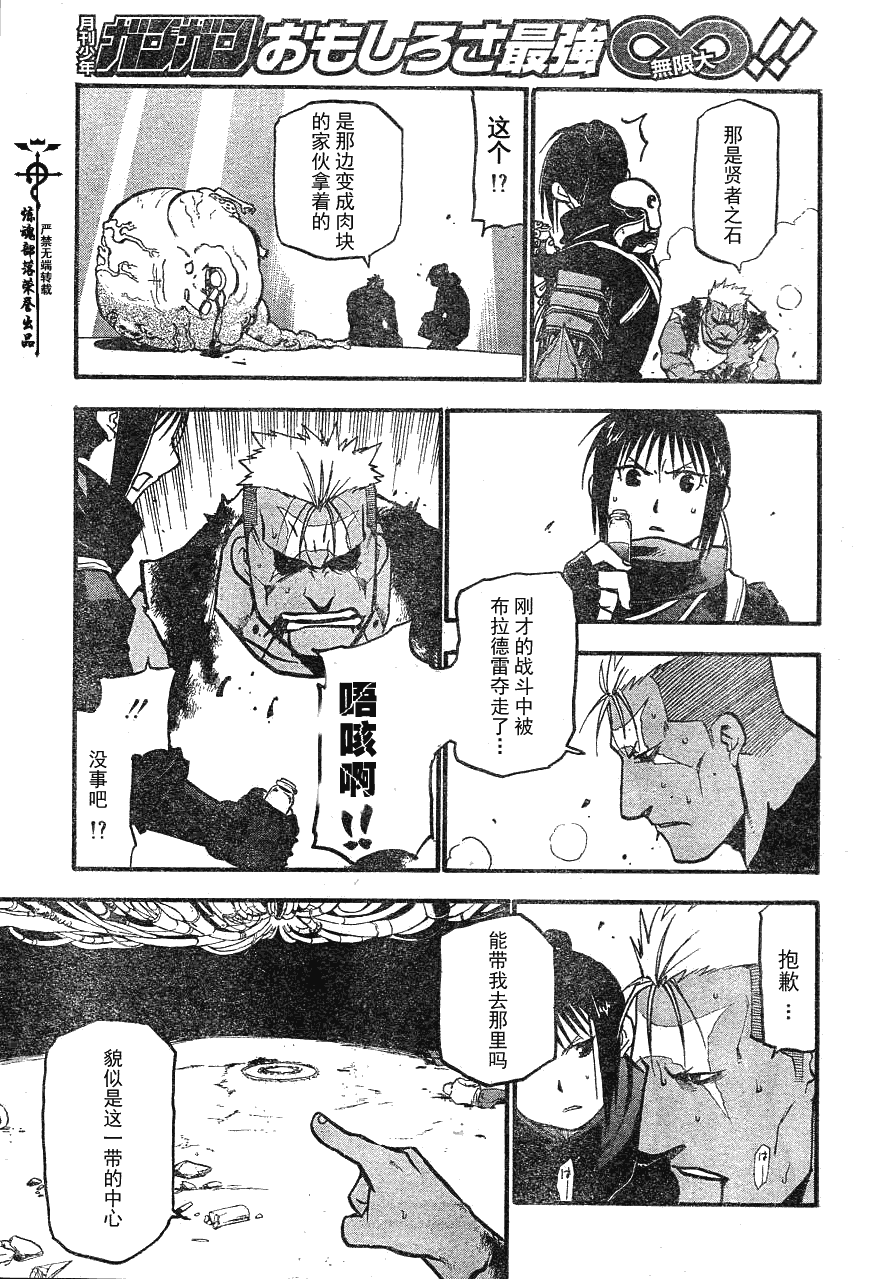 月刊少年
ガンガン
おもしろさ最強
無限大
!!
那是贤者之石
这个!?
是那边变成肉块
的家伙拿着的
严禁无端转载
炼魂部落荣誉出品
刚才的战斗中被
布拉德雷夺走了…
唔咳啊!!
!!
没事吧!?
抱歉…
能带我去那里吗
は
は
貌似是这一带的中心